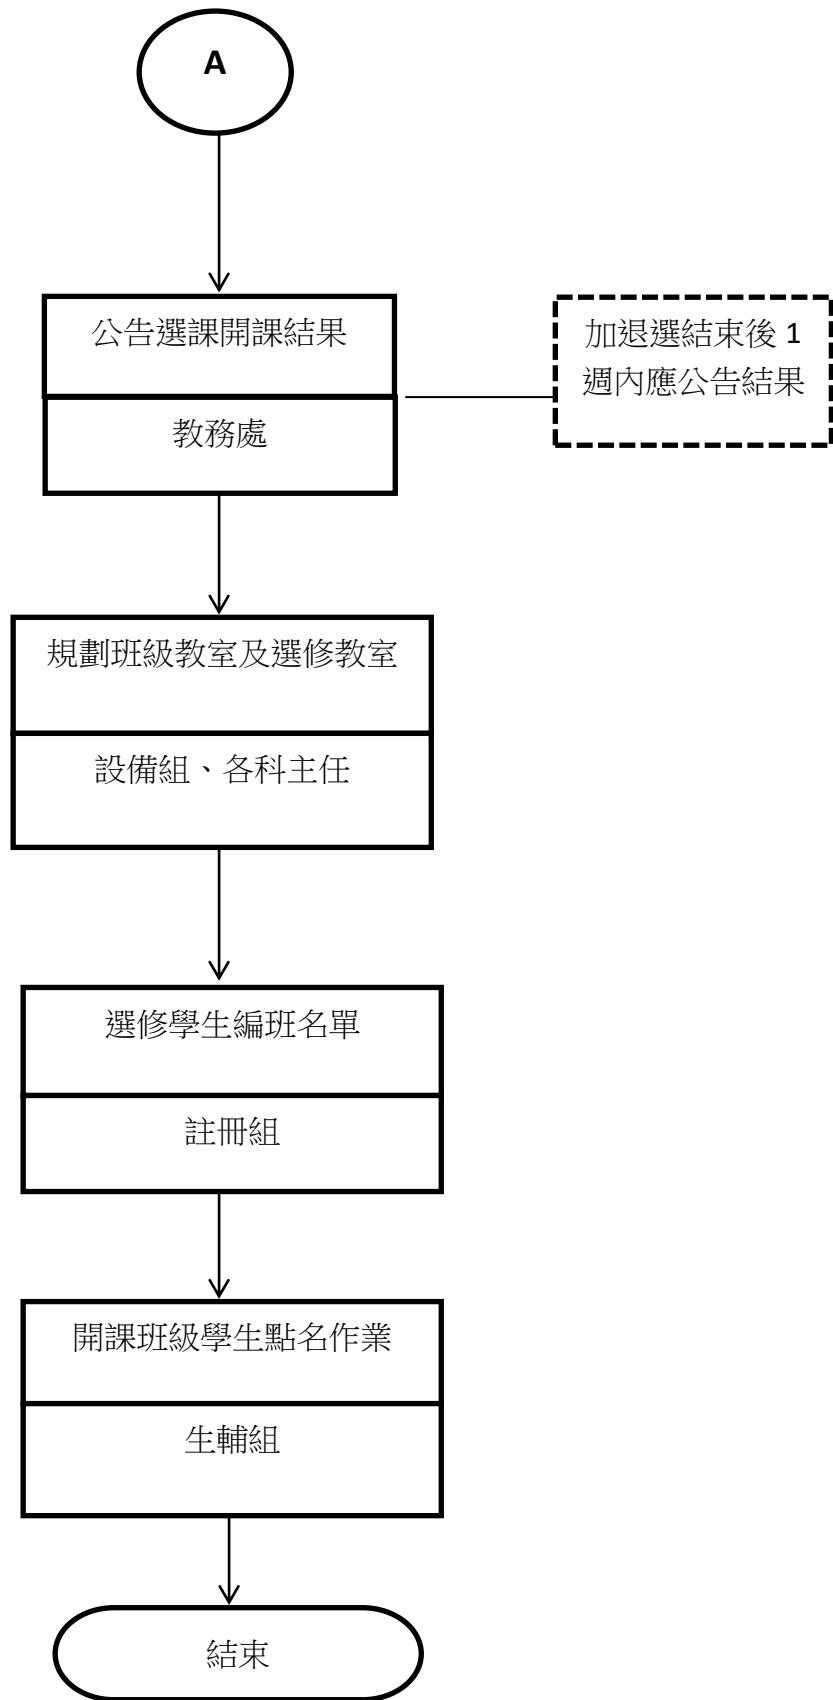 A
公告選課開課結果
教務處
加退選結束後 1
週內應公告結果
規劃班級教室及選修教室
設備組、各科主任
選修學生編班名單
註冊組
開課班級學生點名作業
生輔組
結束